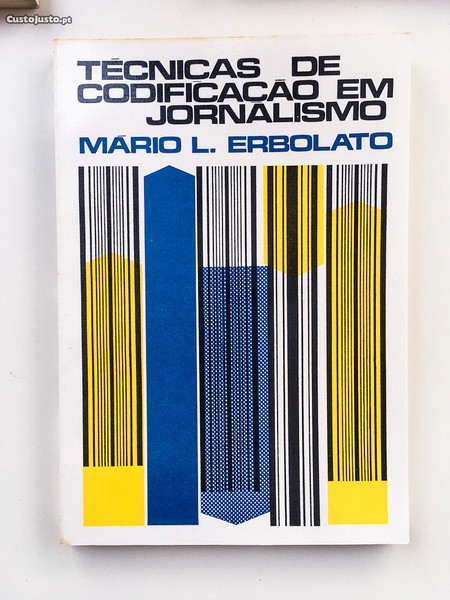 CustoJusto.pt
TÉCNICAS DE
CODIFICAÇÃO EM
JORNALISMO
MÁRIO L. ERBOLATO